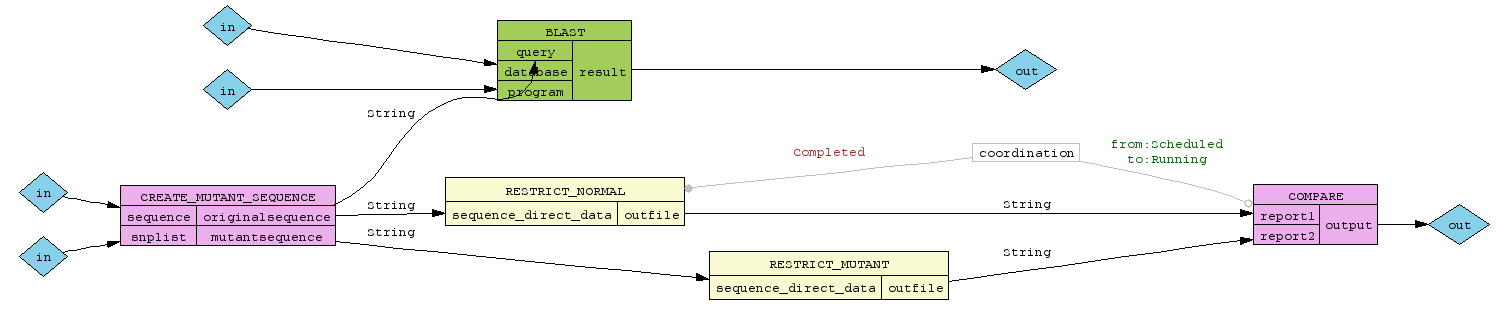 in
BLAST
query
database
program
result
out
in
String
coordination
Completed
from:Scheduled
to:Running
in
CREATE_MUTANT_SEQUENCE
sequence
originalsequence
snplist
mutantsequence
in
String
String
RESTRICT_NORMAL
sequence_direct_data
outfile
String
COMPARE
report1
report2
output
out
RESTRICT_MUTANT
sequence_direct_data
outfile
String